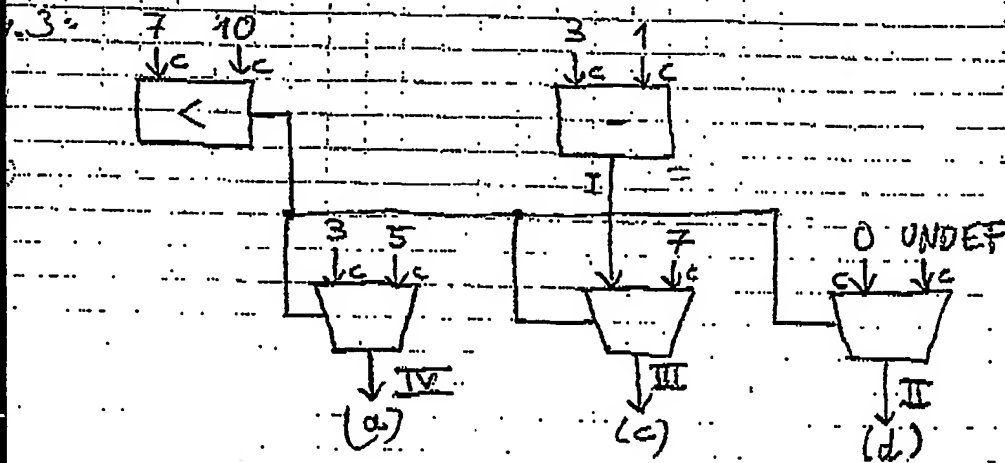 .3:
7 10 3 1
c c c c
<
-
I =
3 5 7 0 UNDEF
c c c c c
IV III II
(a) (c) (d)